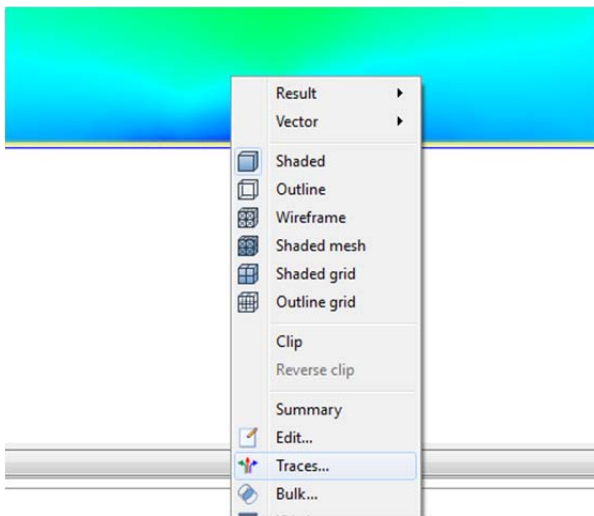 Result
Vector
Shaded
Outline
Wireframe
Shaded mesh
Shaded grid
Outline grid
Clip
Reverse clip
Summary
Edit...
Traces...
Bulk...